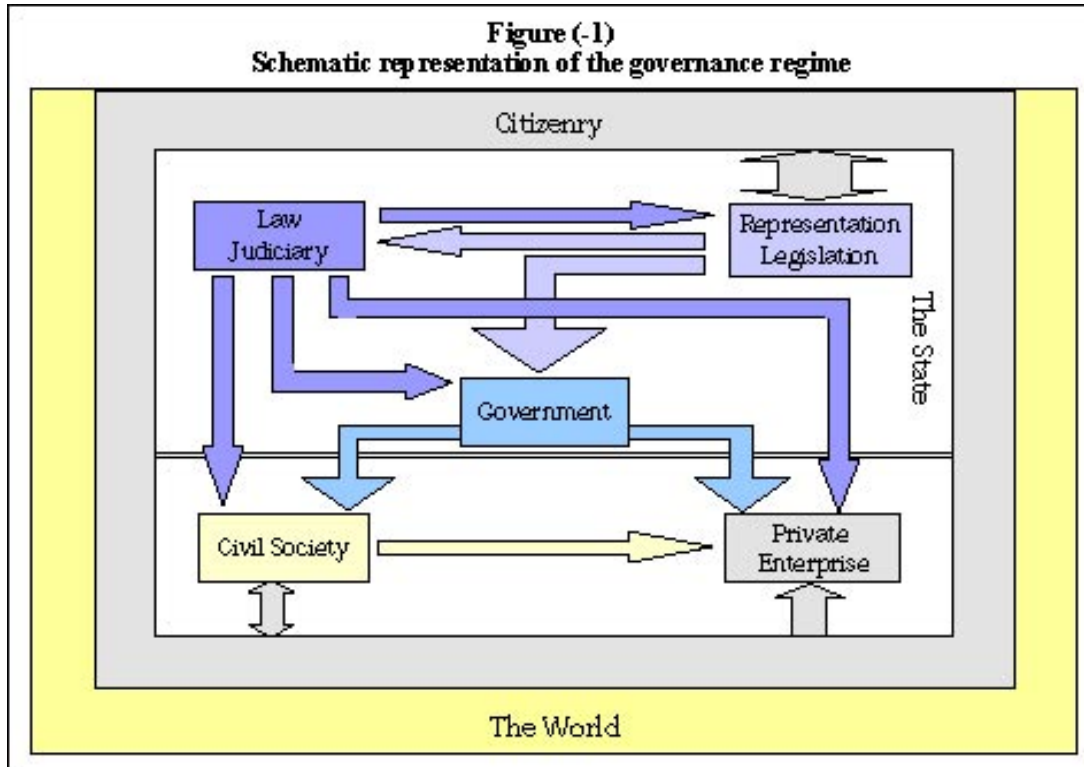 Figure (-1)
Schematic representation of the governance regime
Citizenry
Law
Judiciary
Representation
Legislation
The State
Government
Civil Society
Private
Enterprise
The World